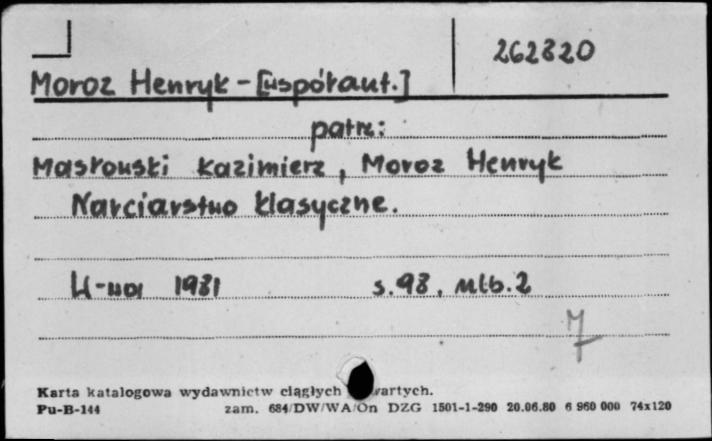 262820
Moroz Henryk - [współaut.]
patrz:
Masłowski Kazimierz, Moroz Henryk
Narciarstwo klasyczne.
W-wa 1981 s. 98, nlb. 2
Karta katalogowa wydawnictw ciągłych wartych.
Pu-B-144 zam. 684/DW/WA/On DZG 1501-1-290 20.06.80 6 960 000 74x120